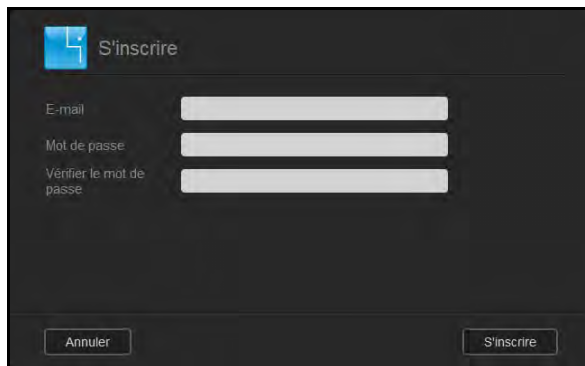 S'inscrire
E-mail
Mot de passe
Vérifier le mot de
passe
Annuler
S'inscrire